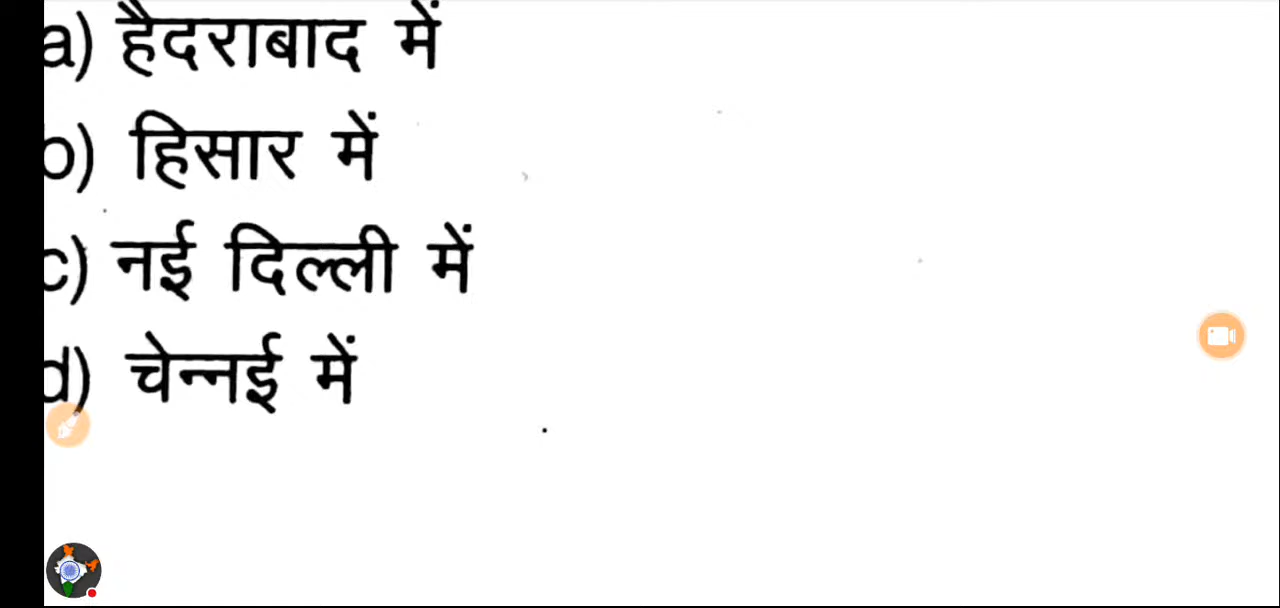 a) हैदराबाद में
b) हिसार में
c) नई दिल्ली में
d) चेन्नई में